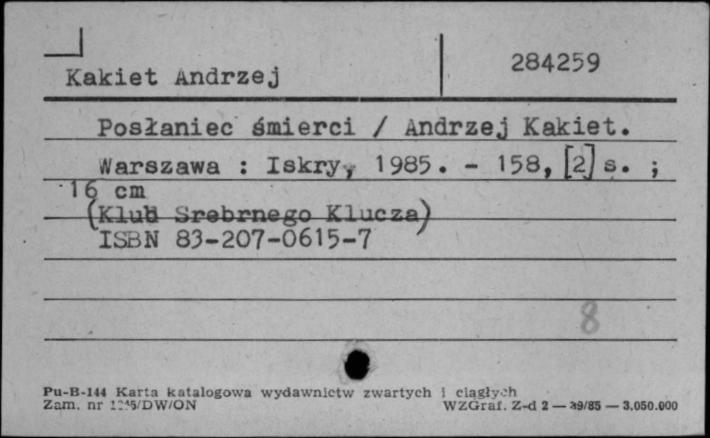 Kakiet Andrzej
284259
Posłaniec śmierci / Andrzej Kakiet.
Warszawa : Iskry, 1985. - 158, [2] s. ;
16 cm
(Klub Srebrnego Klucza)
ISBN 83-207-0615-7
8
Pu-B-144 Karta katalogowa wydawnictw zwartych i ciągłych
Zam. nr /DW/ON WZGraf. Z-d 2 — 39/85 — 3.050.000